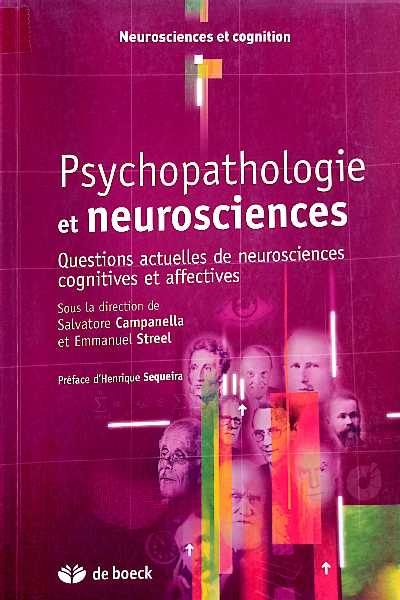 Neurosciences et cognition
Psychopathologie
et neurosciences
Questions actuelles de neurosciences
cognitives et affectives
Sous la direction de
Salvatore Campanella
et Emmanuel Streel
Préface d'Henrique Sequeira
de boeck